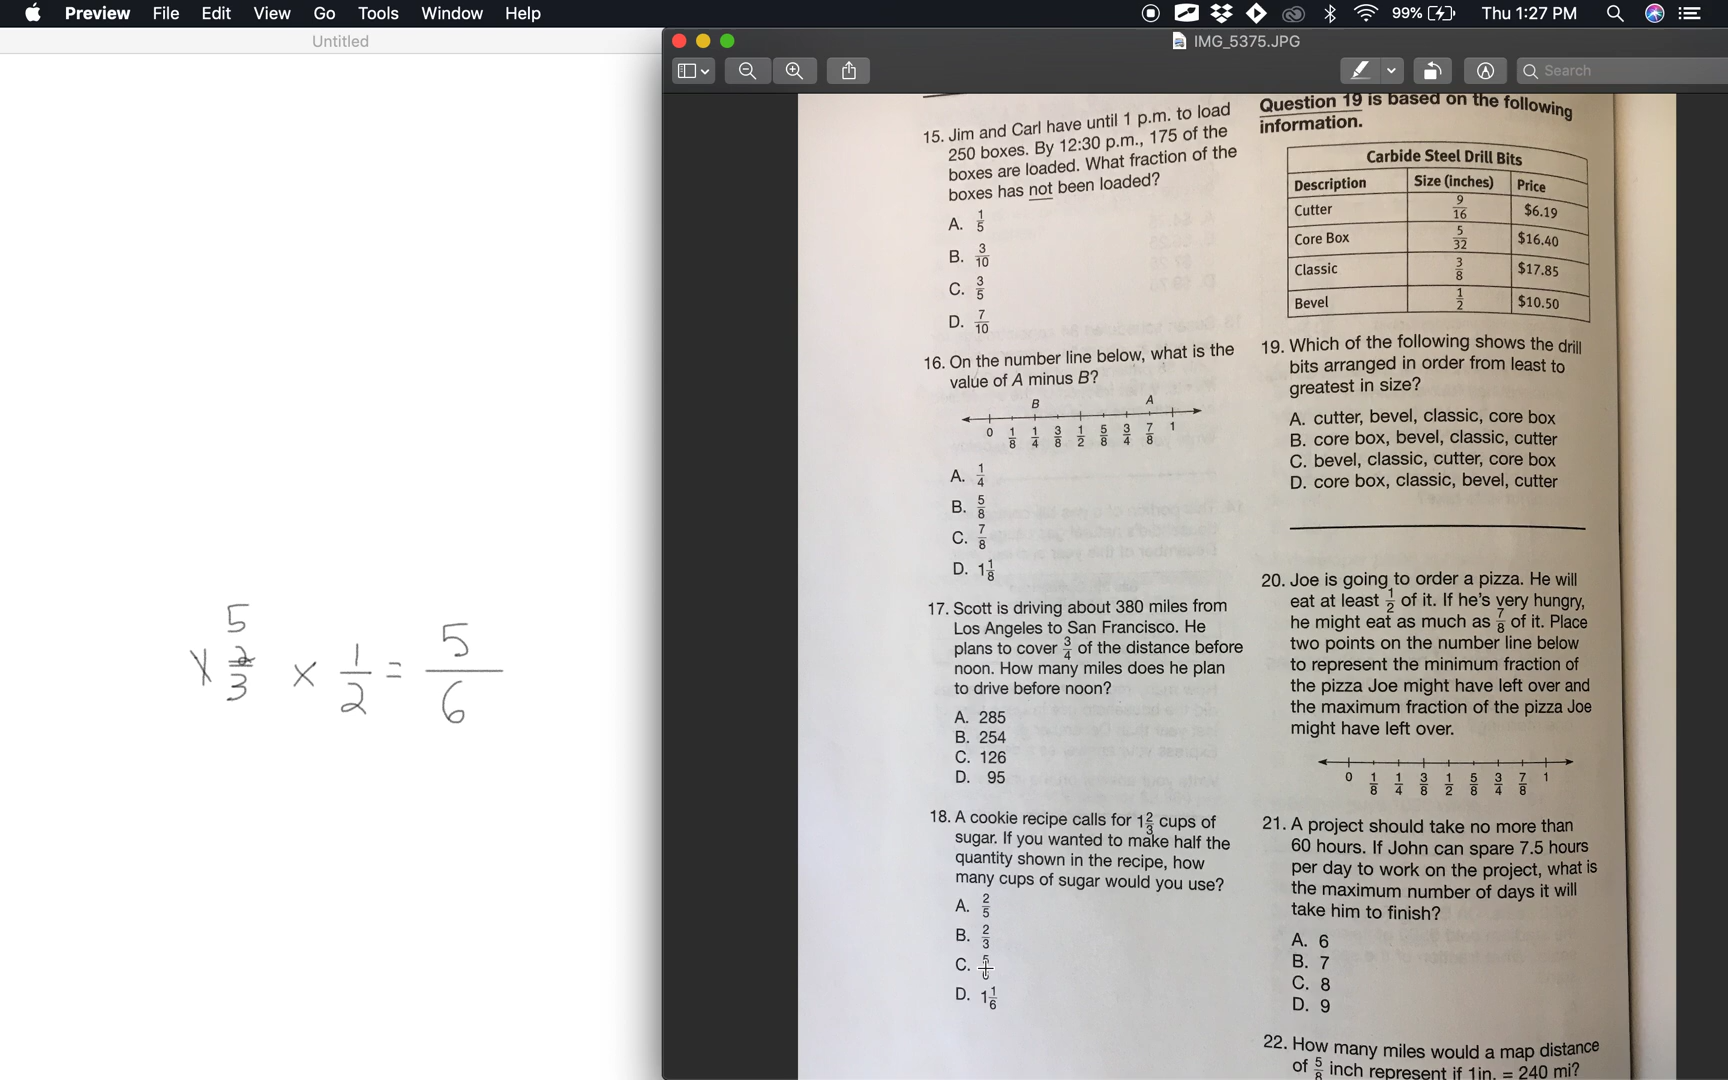 Preview File Edit View Go Tools Window Help
99% Thu 1:27 PM
Untitled
IMG_5375.JPG
Search
5
1 2/3 × 1/2 = 5/6
15. Jim and Carl have until 1 p.m. to load
250 boxes. By 12:30 p.m., 175 of the
boxes are loaded. What fraction of the
boxes has not been loaded?
A. 1/5
B. 3/10
C. 3/5
D. 7/10
16. On the number line below, what is the
value of A minus B?
B A
0 1/8 1/4 3/8 1/2 5/8 3/4 7/8 1
A. 1/4
B. 5/8
C. 7/8
D. 1 1/8
17. Scott is driving about 380 miles from
Los Angeles to San Francisco. He
plans to cover 3/4 of the distance before
noon. How many miles does he plan
to drive before noon?
A. 285
B. 254
C. 126
D. 95
18. A cookie recipe calls for 1 2/3 cups of
sugar. If you wanted to make half the
quantity shown in the recipe, how
many cups of sugar would you use?
A. 2/5
B. 2/3
C. 5/6
D. 1 1/6
Question 19 is based on the following
information.
Carbide Steel Drill Bits
Description Size (inches) Price
Cutter 9/16 $6.19
Core Box 5/32 $16.40
Classic 3/8 $17.85
Bevel 1/2 $10.50
19. Which of the following shows the drill
bits arranged in order from least to
greatest in size?
A. cutter, bevel, classic, core box
B. core box, bevel, classic, cutter
C. bevel, classic, cutter, core box
D. core box, classic, bevel, cutter
20. Joe is going to order a pizza. He will
eat at least 1/2 of it. If he's very hungry,
he might eat as much as 7/8 of it. Place
two points on the number line below
to represent the minimum fraction of
the pizza Joe might have left over and
the maximum fraction of the pizza Joe
might have left over.
0 1/8 1/4 3/8 1/2 5/8 3/4 7/8 1
21. A project should take no more than
60 hours. If John can spare 7.5 hours
per day to work on the project, what is
the maximum number of days it will
take him to finish?
A. 6
B. 7
C. 8
D. 9
22. How many miles would a map distance
of 5/8 inch represent if 1in. = 240 mi?